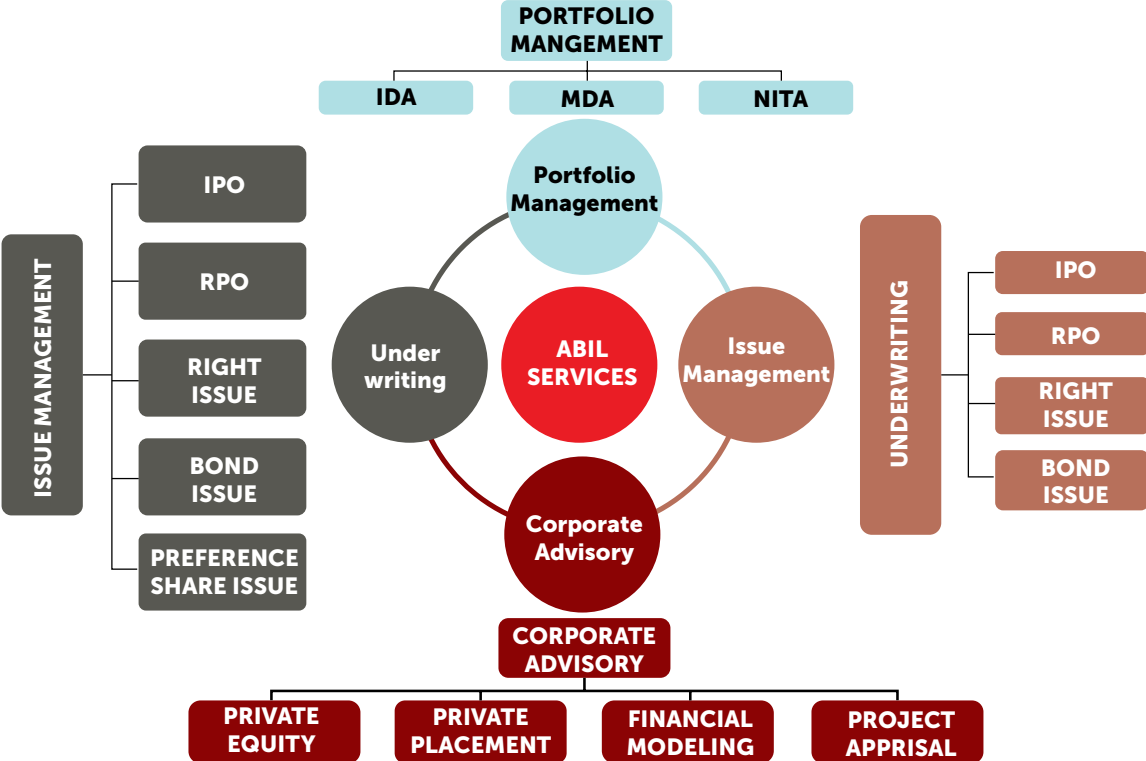 PORTFOLIO
MANGEMENT
IDA
MDA
NITA
ISSUE MANAGEMENT
IPO
RPO
RIGHT
ISSUE
BOND
ISSUE
PREFERENCE
SHARE ISSUE
Portfolio
Management
Under
writing
ABIL
SERVICES
Issue
Management
Corporate
Advisory
UNDERWRITING
IPO
RPO
RIGHT
ISSUE
BOND
ISSUE
CORPORATE
ADVISORY
PRIVATE
EQUITY
PRIVATE
PLACEMENT
FINANCIAL
MODELING
PROJECT
APPRISAL